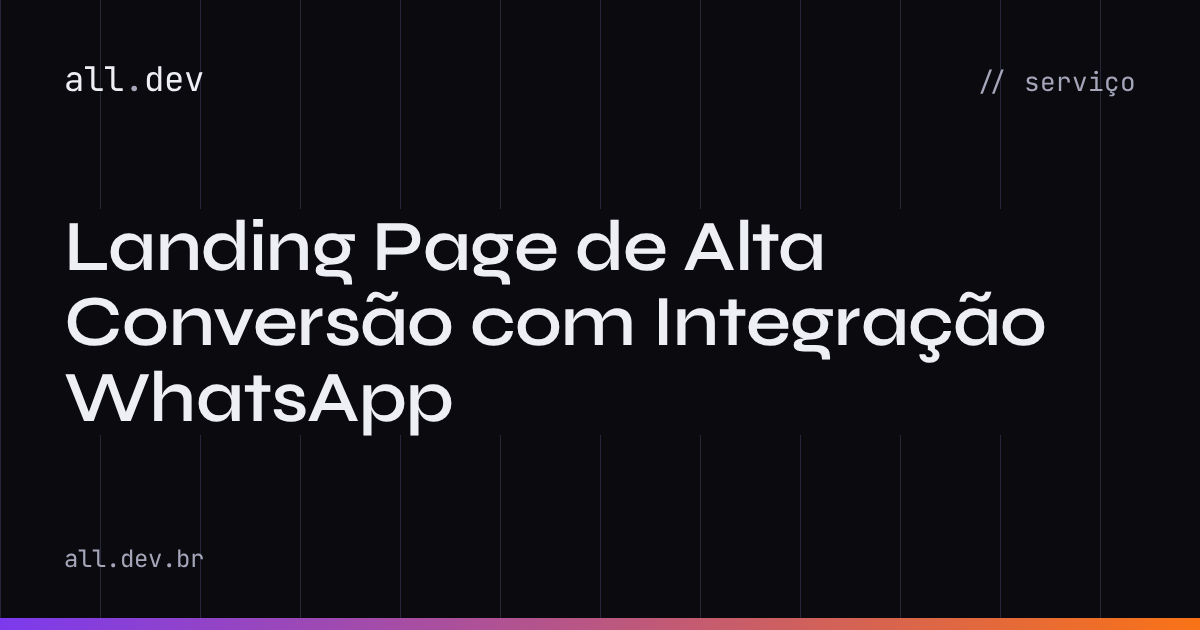 all.dev
// serviço
Landing Page de Alta
Conversão com Integração
WhatsApp
all.dev.br